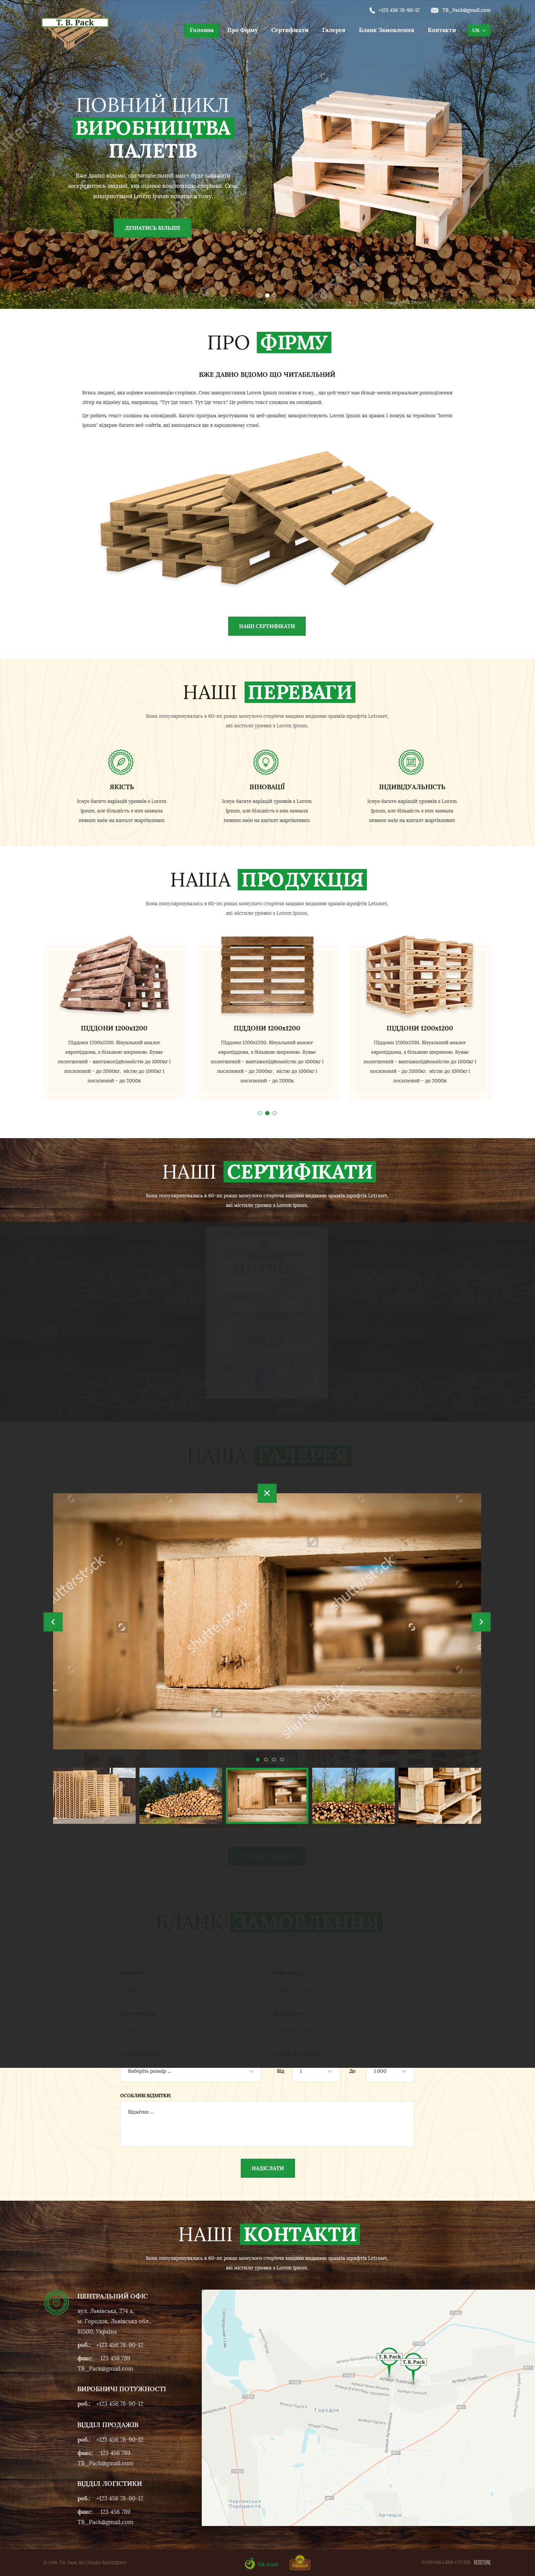 +123 456 78-90-12
TB_Pack@gmail.com
T. B. Pack
Головна
Про Фірму
Сертифікати
Галерея
Бланк Замовлення
Контакти
UK
ПОВНИЙ ЦИКЛ
ВИРОБНИЦТВА
ПАЛЕТІВ
Вже давно відомо, що читабельний зміст буде заважати
зосередитись людині, яка оцінює композицію сторінки. Сенс
використання Lorem Ipsum полягає в тому,
ДІЗНАТИСЬ БІЛЬШЕ
ПРО ФІРМУ
ВЖЕ ДАВНО ВІДОМО ЩО ЧИТАБЕЛЬНИЙ
Втись людині, яка оцінює композицію сторінки. Сенс використання Lorem Ipsum полягає в тому, , що цей текст має більш-менш нормальне розподілення
літер на відміну від, наприклад, "Тут іде текст. Тут іде текст." Це робить текст схожим на оповідний.
Це робить текст схожим на оповідний. Багато програм верстування та веб-дизайну використовують Lorem Ipsum як зразок і пошук за терміном "lorem
ipsum" відкриє багато веб-сайтів, які знаходяться ще в зародковому стані.
НАШІ СЕРТИФІКАТИ
НАШІ ПЕРЕВАГИ
Вона популяризувалась в 60-их роках минулого сторіччя завдяки виданню зразків шрифтів Letraset,
які містили уривки з Lorem Ipsum,
ЯКІСТЬ
Існує багато варіацій уривків з Lorem
Ipsum, але більшість з них зазнала
певних змін на кшталт жартівливих
ІННОВАЦІЇ
Існує багато варіацій уривків з Lorem
Ipsum, але більшість з них зазнала
певних змін на кшталт жартівливих
ІНДИВІДУАЛЬНІСТЬ
Існує багато варіацій уривків з Lorem
Ipsum, але більшість з них зазнала
певних змін на кшталт жартівливих
НАША ПРОДУКЦІЯ
Вона популяризувалась в 60-их роках минулого сторіччя завдяки виданню зразків шрифтів Letraset,
які містили уривки з Lorem Ipsum,
ПІДДОНИ 1200х1200
Піддони 1200х1200. Візуальний аналог
європіддона, з більшою шириною. Буває
полегшений - вантажопідйомністю до 1000кг і
посилений - до 2000кг. ністю до 1000кг і
посилений - до 2000к
ПІДДОНИ 1200х1200
Піддони 1200х1200. Візуальний аналог
європіддона, з більшою шириною. Буває
полегшений - вантажопідйомністю до 1000кг і
посилений - до 2000кг. ністю до 1000кг і
посилений - до 2000к
ПІДДОНИ 1200х1200
Піддони 1200х1200. Візуальний аналог
європіддона, з більшою шириною. Буває
полегшений - вантажопідйомністю до 1000кг і
посилений - до 2000кг. ністю до 1000кг і
посилений - до 2000к
НАШІ СЕРТИФІКАТИ
Вона популяризувалась в 60-их роках минулого сторіччя завдяки виданню зразків шрифтів Letraset,
які містили уривки з Lorem Ipsum,
НАША ГАЛЕРЕЯ
shutterstock
shutterstock
shutterstock
shutterstock
БЛАНК ЗАМОВЛЕННЯ
Виберіть розмір ...
Від
1
До
1 000
ОСОБЛИВІ ВІДМІТКИ:
Відмітки ...
НАДІСЛАТИ
НАШІ КОНТАКТИ
Вона популяризувалась в 60-их роках минулого сторіччя завдяки виданню зразків шрифтів Letraset,
які містили уривки з Lorem Ipsum,
ЦЕНТРАЛЬНИЙ ОФІС
вул. Львівська, 274 а,
м. Городок, Львівська обл.,
81500, Україна
роб.: +123 456 78-90-12
факс: 123 456 789
TB_Pack@gmail.com
ВИРОБНИЧІ ПОТУЖНОСТІ
роб.: +123 456 78-90-12
ВІДДІЛ ПРОДАЖІВ
роб.: +123 456 78-90-12
факс: 123 456 789
TB_Pack@gmail.com
ВІДДІЛ ЛОГІСТИКИ
роб.: +123 456 78-90-12
факс: 123 456 789
TB_Pack@gmail.com
T. B. Pack
T. B. Pack
Городок
Черлянське
Передмістя
Артищів
T.B. Fruit
REDSTONE